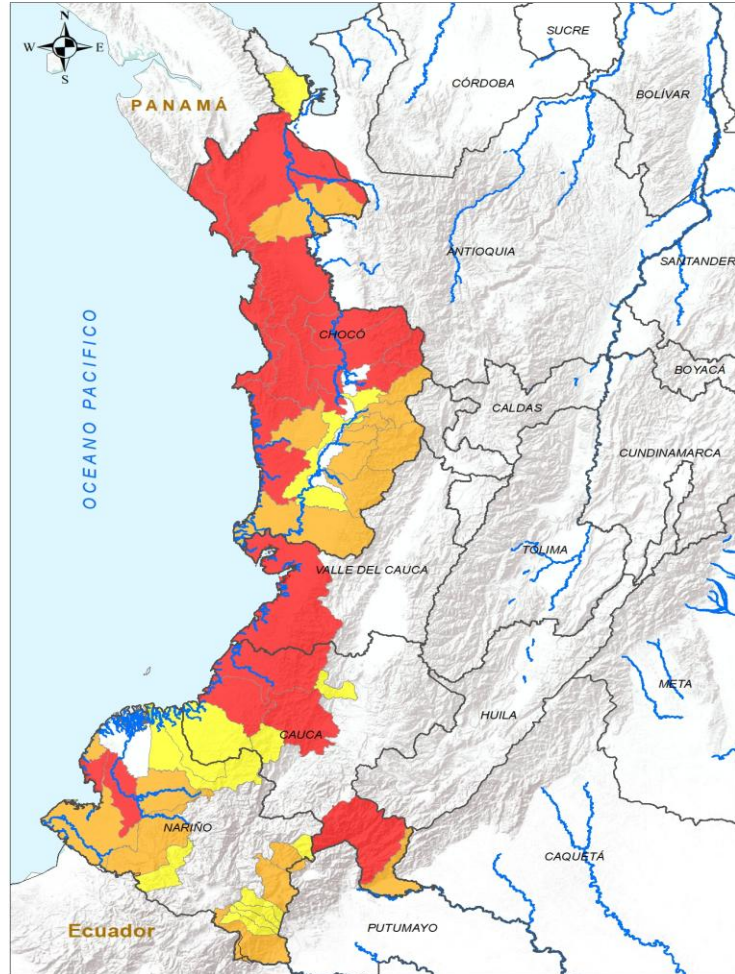 N
W E
S
SUCRE
CÓRDOBA
BOLÍVAR
PANAMÁ
ANTIOQUIA
SANTANDER
OCEANO PACIFICO
CHOCÓ
BOYACÁ
CALDAS
CUNDINAMARCA
TOLIMA
VALLE DEL CAUCA
META
HUILA
CAUCA
NARIÑO
CAQUETÁ
PUTUMAYO
Ecuador